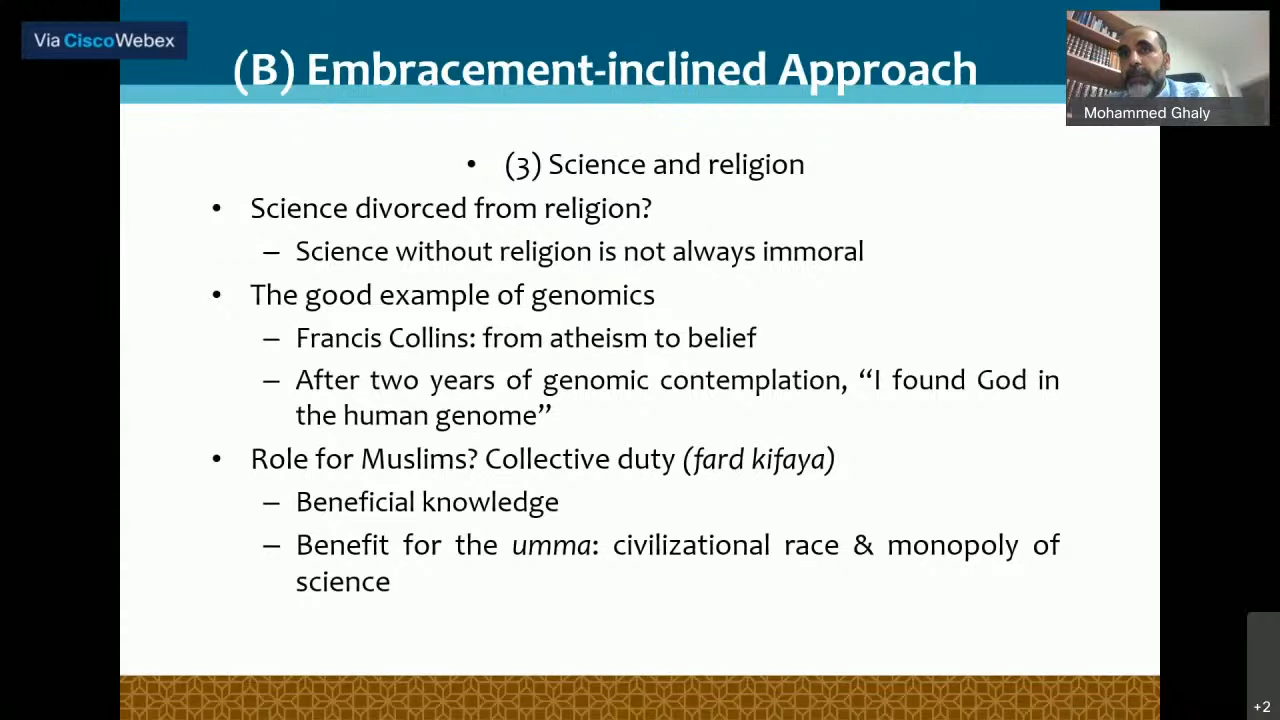 Via CiscoWebex
(B) Embracement-inclined Approach
Mohammed Ghaly
• (3) Science and religion
• Science divorced from religion?
– Science without religion is not always immoral
• The good example of genomics
– Francis Collins: from atheism to belief
– After two years of genomic contemplation, “I found God in
the human genome”
• Role for Muslims? Collective duty (fard kifaya)
– Beneficial knowledge
– Benefit for the umma: civilizational race & monopoly of
science
+2